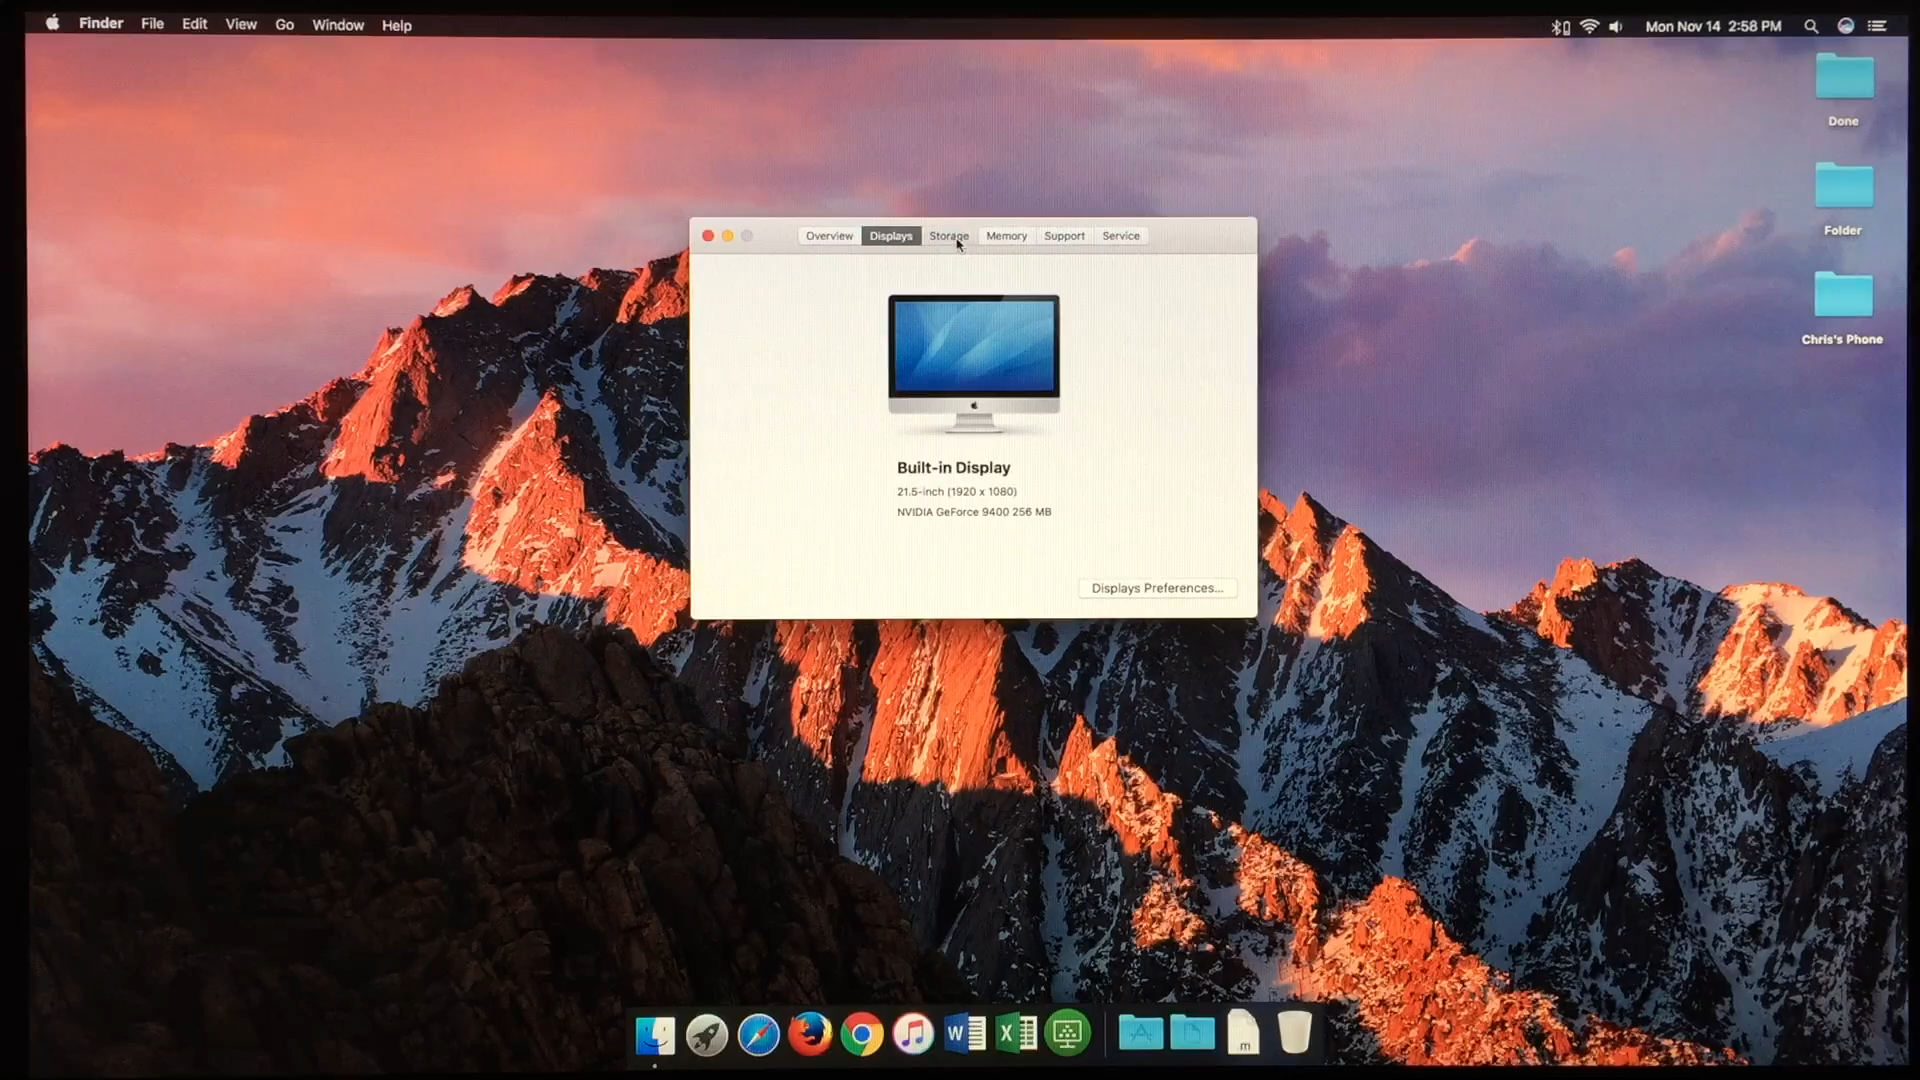 Finder File Edit View Go Window Help
Mon Nov 14 2:58 PM
Done
Folder
Chris's Phone
Overview Displays Storage Memory Support Service
Built-in Display
21.5-inch (1920 x 1080)
NVIDIA GeForce 9400 256 MB
Displays Preferences...
W X m